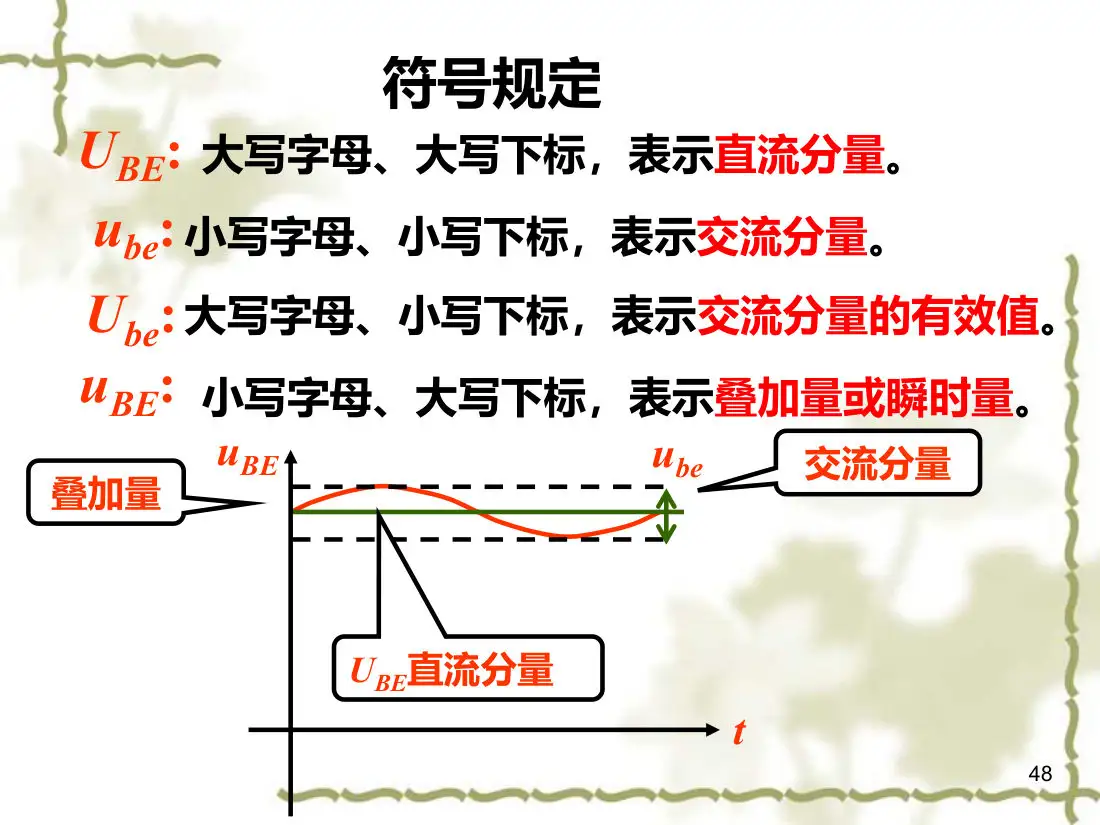 符号规定
UBE: 大写字母、大写下标，表示直流分量。
ube: 小写字母、小写下标，表示交流分量。
Ube: 大写字母、小写下标，表示交流分量的有效值。
uBE: 小写字母、大写下标，表示叠加量或瞬时量。
uBE
ube
交流分量
叠加量
UBE直流分量
t
48